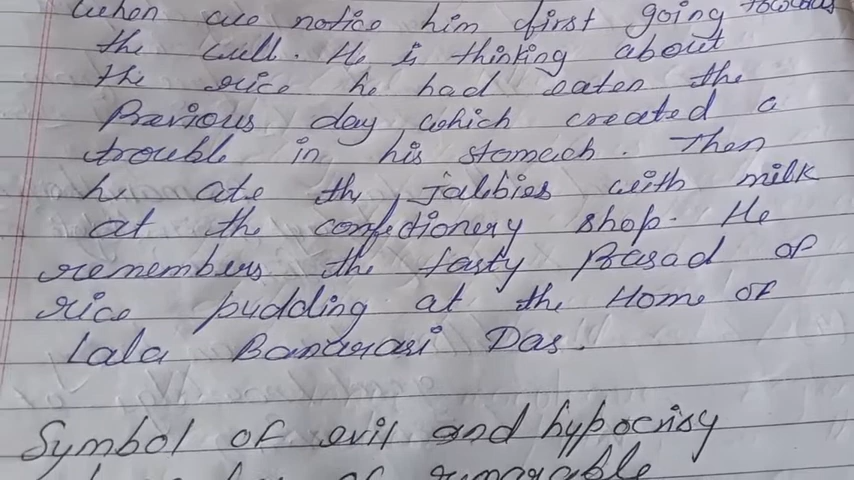 when we notice him first going towards
the well. He is thinking about
the rice he had eaten the
Previous day which created a
trouble in his stomach. Then
he ate the jalebies with milk
at the confectionery shop. He
remembers the tasty Prasad of
rice pudding at the Home of
Lala Banarasi Das.
Symbol of evil and hypocrisy
of remarable